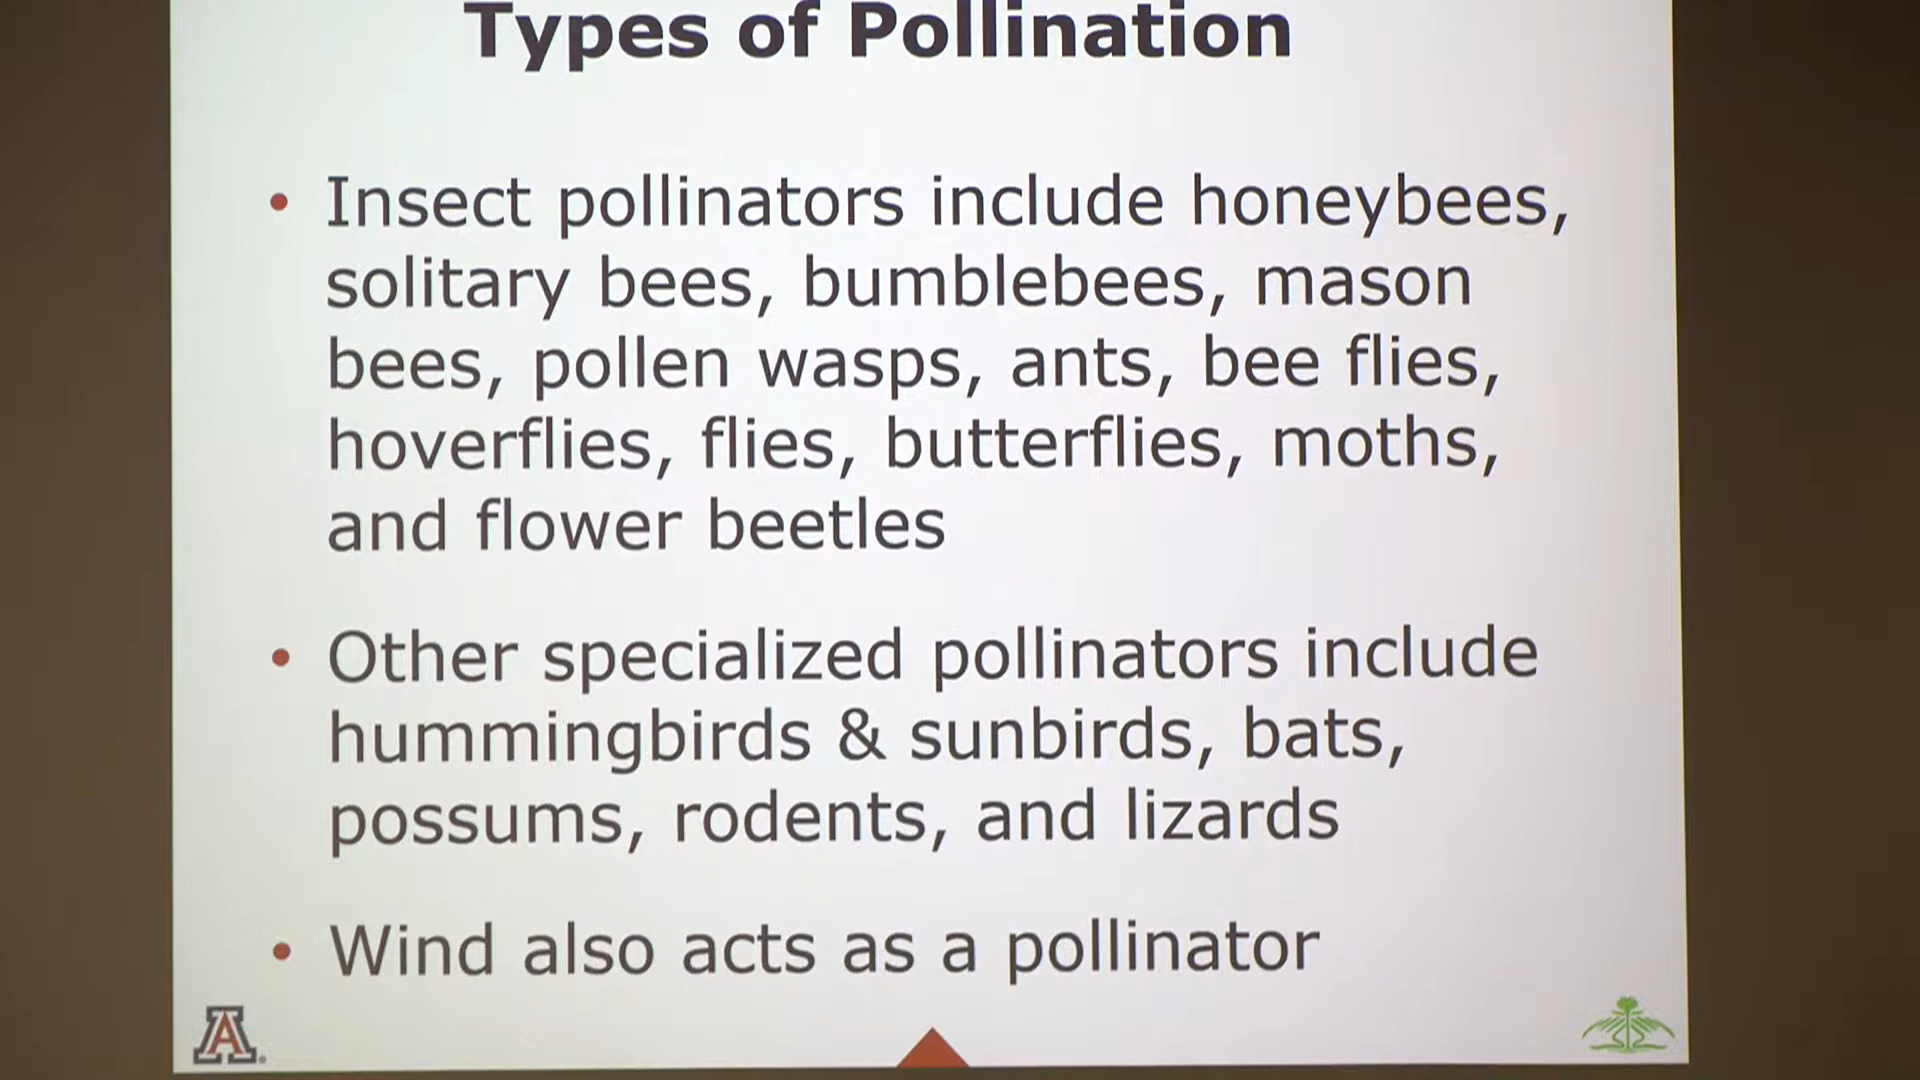 Types of Pollination
• Insect pollinators include honeybees,
solitary bees, bumblebees, mason
bees, pollen wasps, ants, bee flies,
hoverflies, flies, butterflies, moths,
and flower beetles
• Other specialized pollinators include
hummingbirds & sunbirds, bats,
possums, rodents, and lizards
• Wind also acts as a pollinator
A